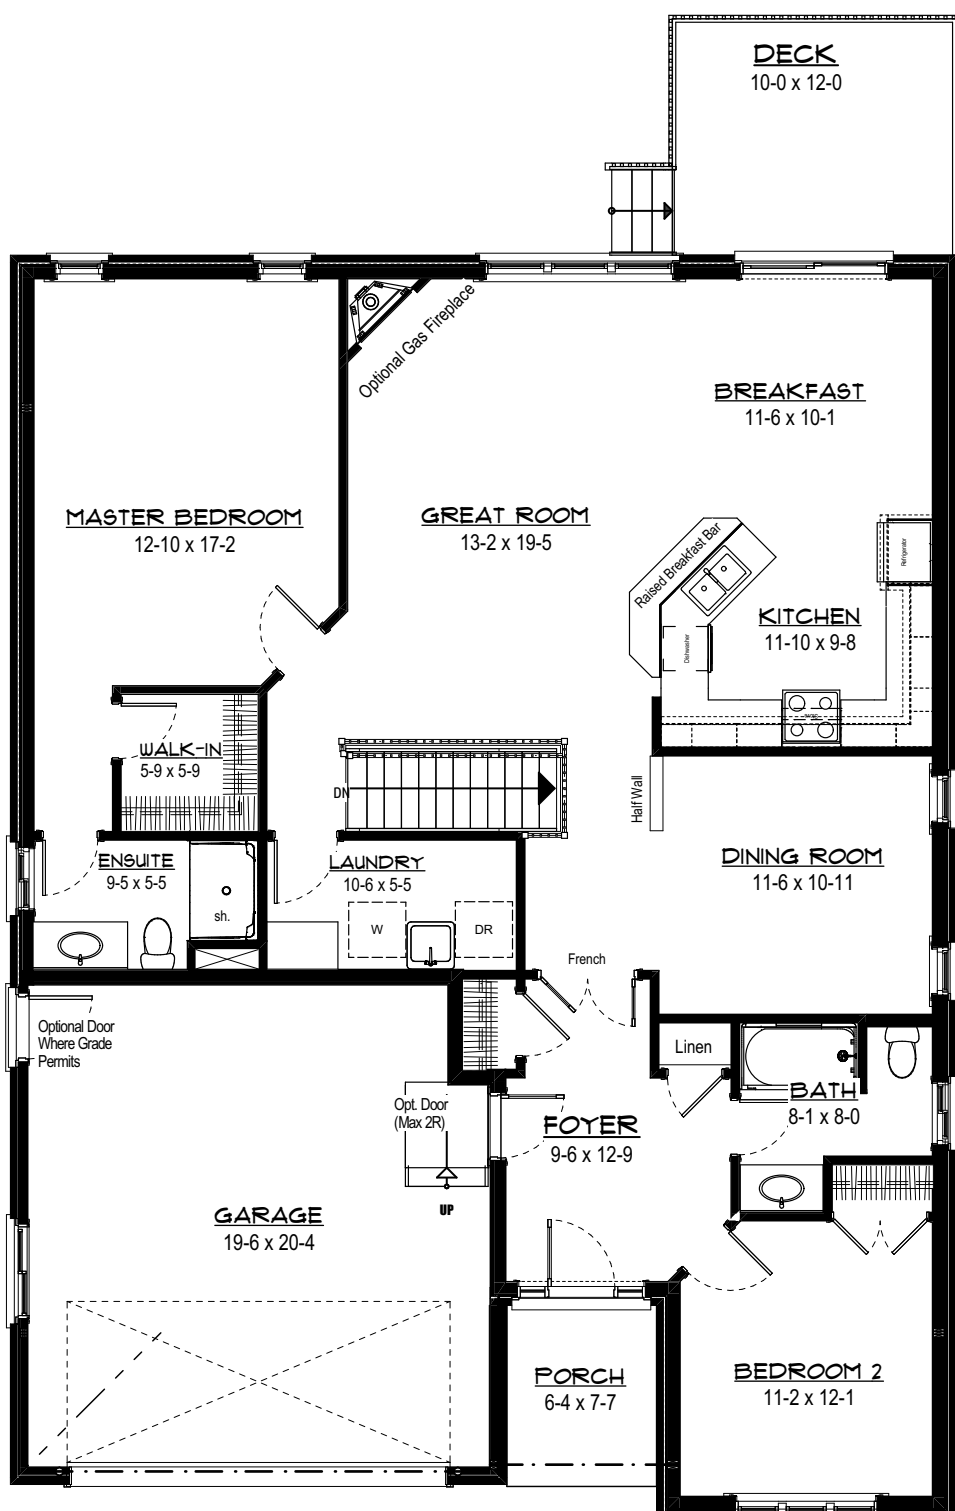 DECK
10-0 x 12-0
Optional Gas Fireplace
BREAKFAST
11-6 x 10-1
MASTER BEDROOM
12-10 x 17-2
GREAT ROOM
13-2 x 19-5
Raised Breakfast Bar
Refrigerator
KITCHEN
11-10 x 9-8
Dishwasher
WALK-IN
5-9 x 5-9
DN
Half Wall
ENSUITE
9-5 x 5-5
sh.
LAUNDRY
10-6 x 5-5
W
DR
DINING ROOM
11-6 x 10-11
French
Optional Door
Where Grade
Permits
Linen
Opt. Door
(Max 2R)
FOYER
9-6 x 12-9
BATH
8-1 x 8-0
UP
GARAGE
19-6 x 20-4
PORCH
6-4 x 7-7
BEDROOM 2
11-2 x 12-1